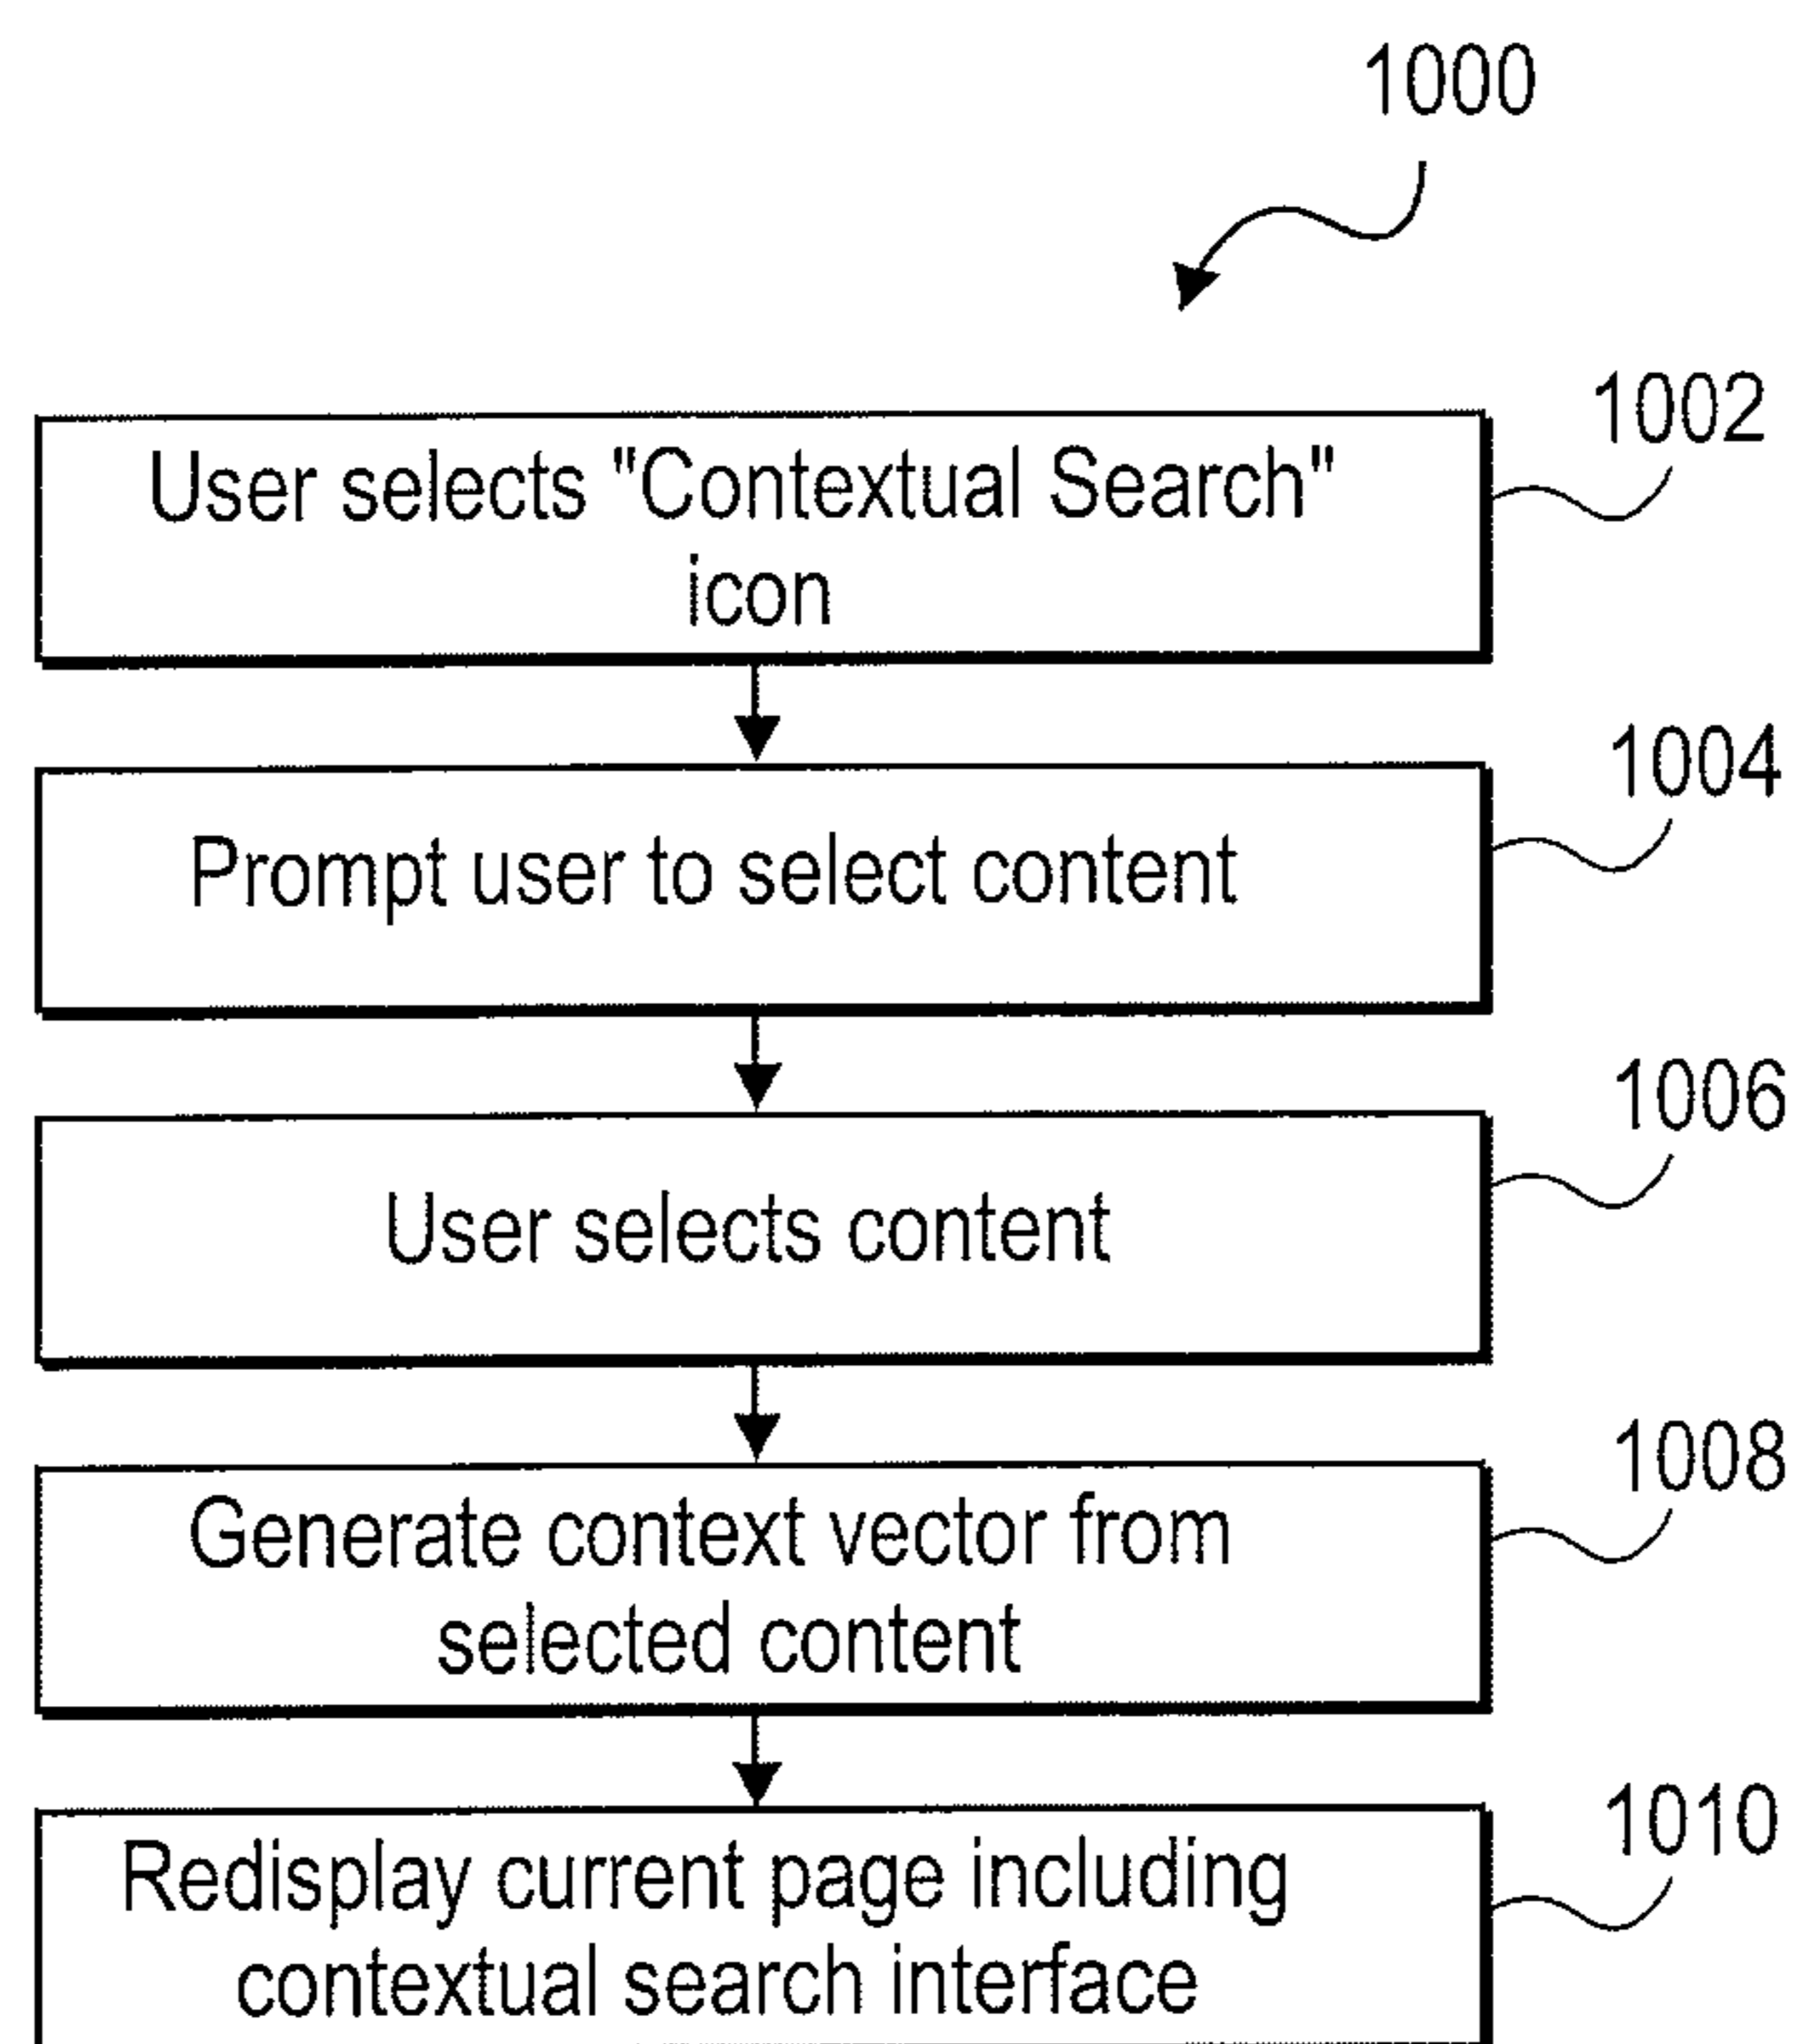 1000
1002
User selects "Contextual Search"
icon
1004
Prompt user to select content
1006
User selects content
1008
Generate context vector from
selected content
1010
Redisplay current page including
contextual search interface